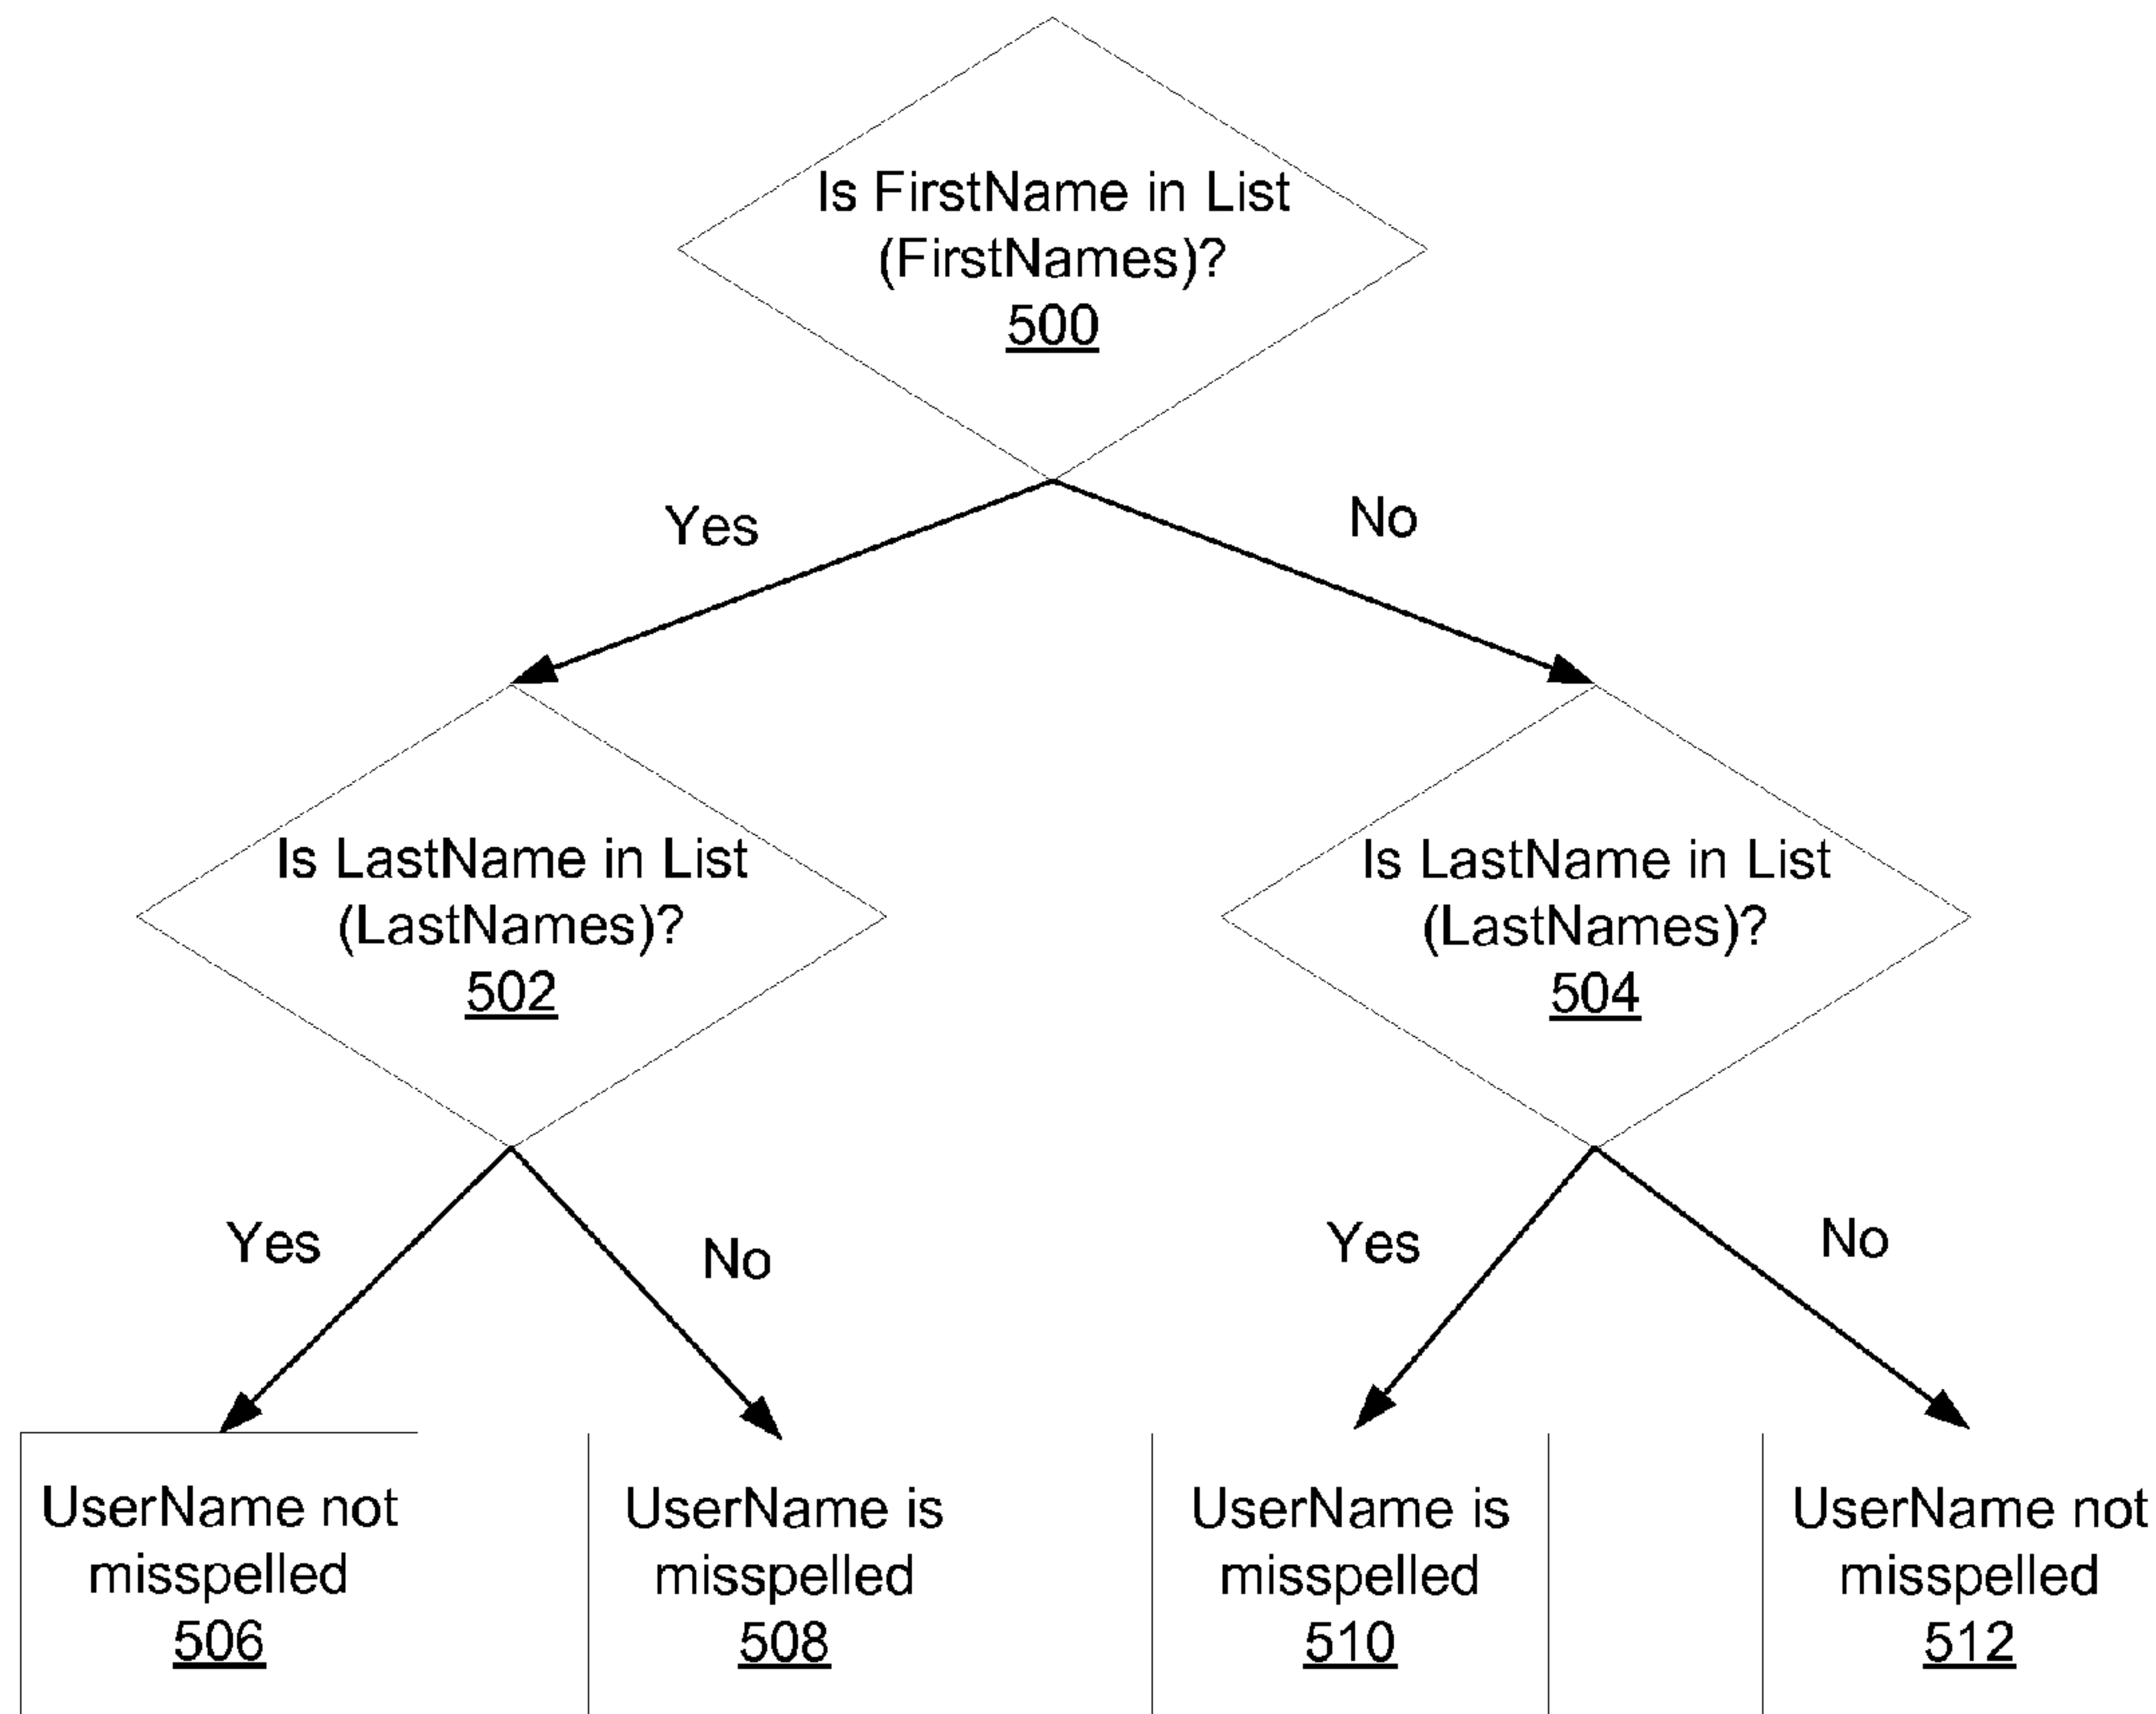 Is FirstName in List
(FirstNames)?
500
Yes
No
Is LastName in List
(LastNames)?
502
Is LastName in List
(LastNames)?
504
Yes
No
Yes
No
UserName not
misspelled
506
UserName is
misspelled
508
UserName is
misspelled
510
UserName not
misspelled
512